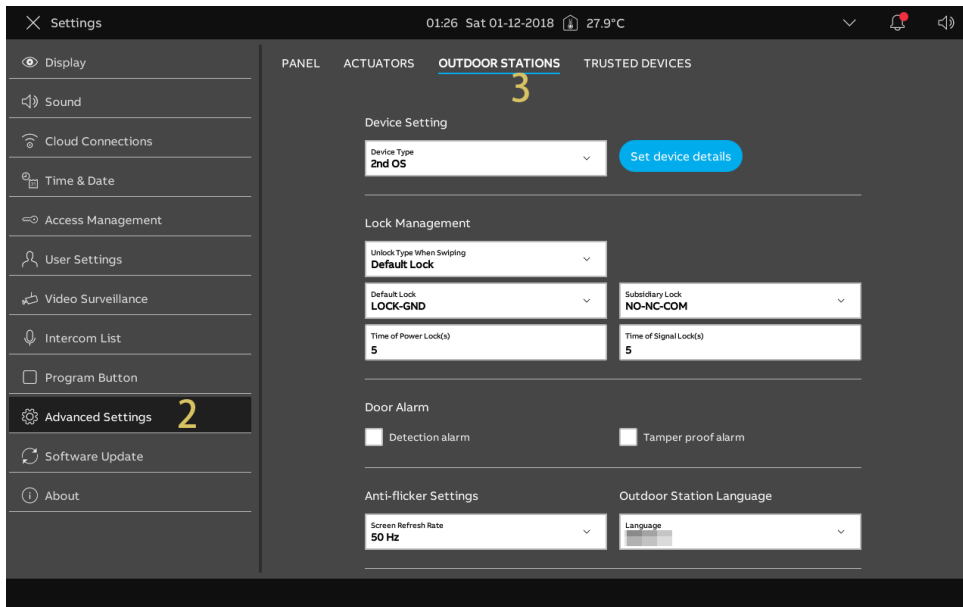 Settings
01:26 Sat 01-12-2018 27.9°C
Display
Sound
Cloud Connections
Time & Date
Access Management
User Settings
Video Surveillance
Intercom List
Program Button
Advanced Settings 2
Software Update
About
PANEL ACTUATORS OUTDOOR STATIONS TRUSTED DEVICES
3
Device Setting
Device Type
2nd OS
Set device details
Lock Management
Unlock Type When Swiping
Default Lock
Default Lock
LOCK-GND
Subsidiary Lock
NO-NC-COM
Time of Power Lock(s)
5
Time of Signal Lock(s)
5
Door Alarm
Detection alarm
Tamper proof alarm
Anti-flicker Settings
Screen Refresh Rate
50 Hz
Outdoor Station Language
Language